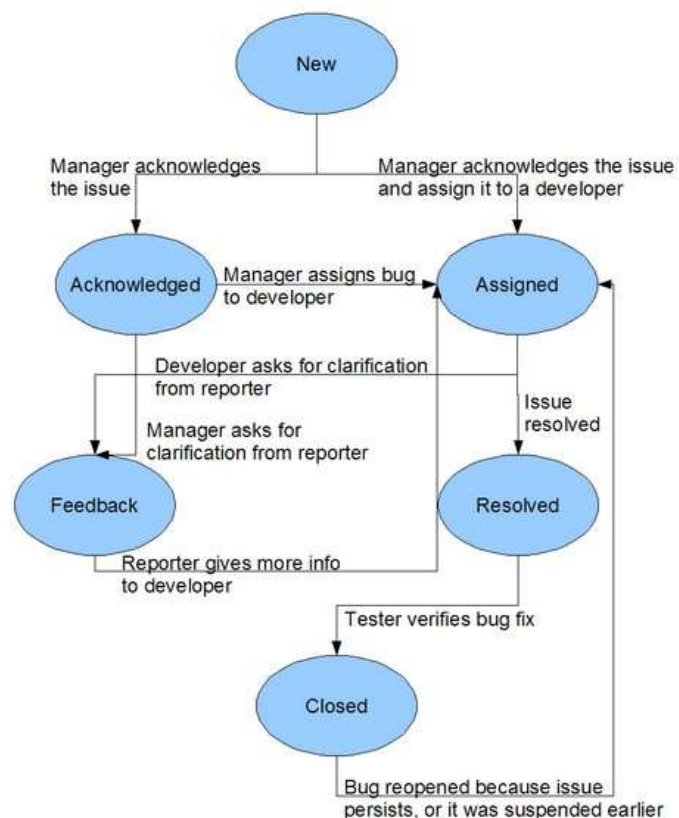 New
Manager acknowledges
the issue
Manager acknowledges the issue
and assign it to a developer
Acknowledged
Manager assigns bug
to developer
Assigned
Developer asks for clarification
from reporter
Issue
resolved
Manager asks for
clarification from reporter
Feedback
Resolved
Reporter gives more info
to developer
Tester verifies bug fix
Closed
Bug reopened because issue
persists, or it was suspended earlier